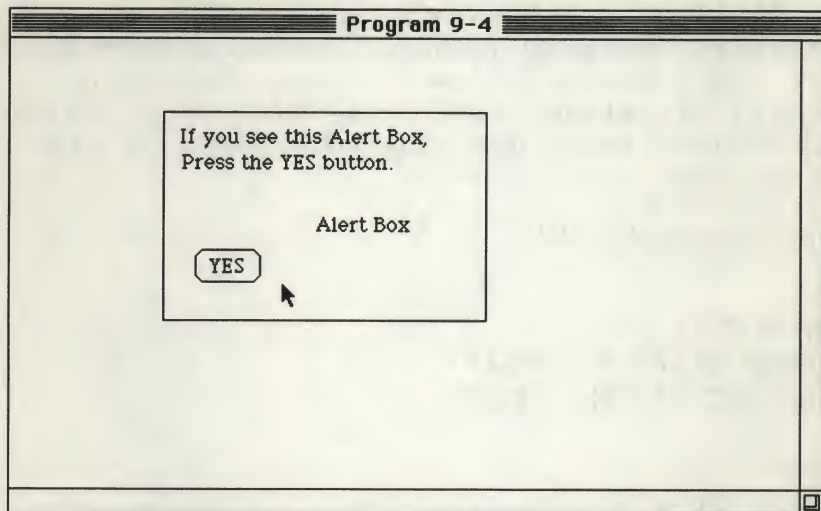 Program 9-4
If you see this Alert Box,
Press the YES button.
Alert Box
YES